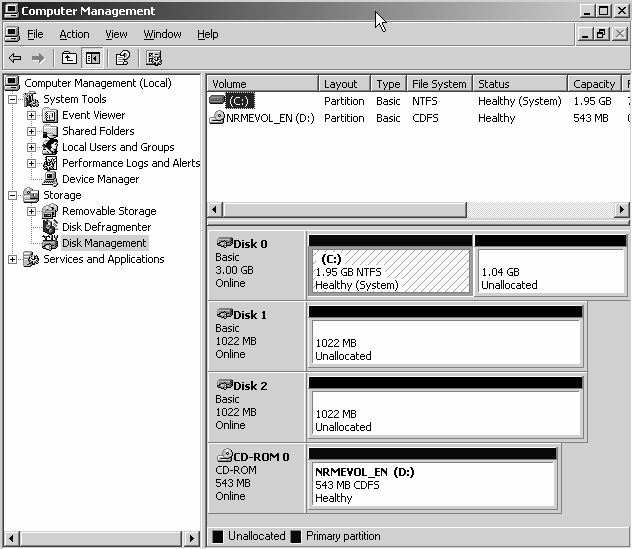 Computer Management
File Action View Window Help
Computer Management (Local)
System Tools
Event Viewer
Shared Folders
Local Users and Groups
Performance Logs and Alerts
Device Manager
Storage
Removable Storage
Disk Defragmenter
Disk Management
Services and Applications
Volume Layout Type File System Status Capacity F
(C:) Partition Basic NTFS Healthy (System) 1.95 GB
NRMEVOL_EN (D:) Partition Basic CDFS Healthy 543 MB
Disk 0
Basic
3.00 GB
Online
(C:)
1.95 GB NTFS
Healthy (System)
1.04 GB
Unallocated
Disk 1
Basic
1022 MB
Online
1022 MB
Unallocated
Disk 2
Basic
1022 MB
Online
1022 MB
Unallocated
CD-ROM 0
CD-ROM
543 MB
Online
NRMEVOL_EN (D:)
543 MB CDFS
Healthy
Unallocated Primary partition